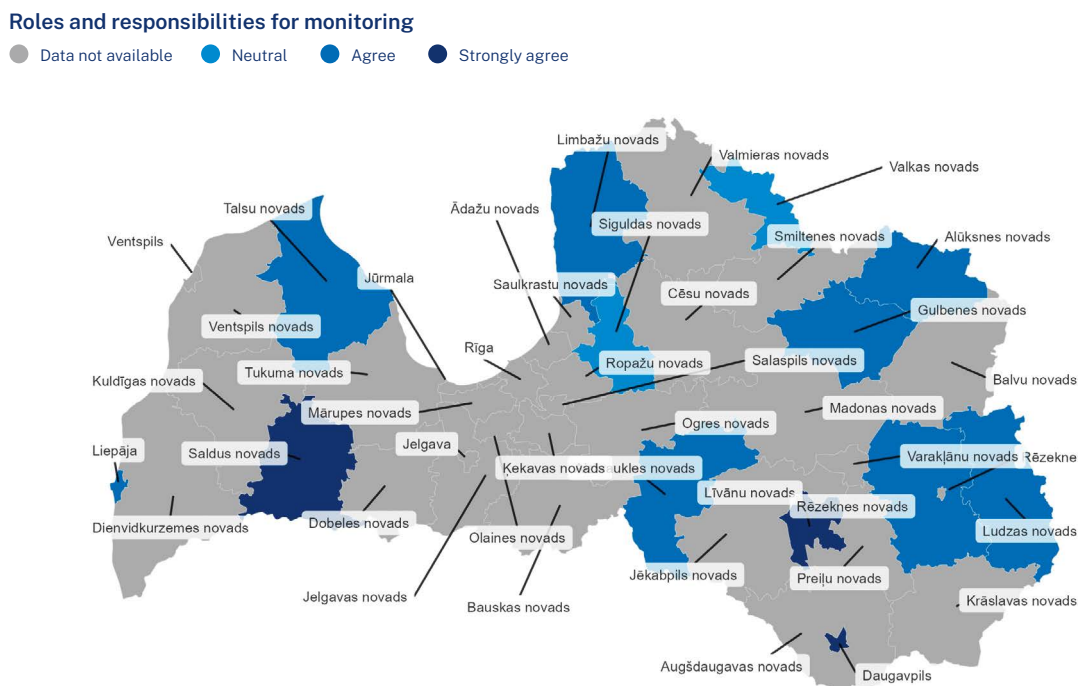 Roles and responsibilities for monitoring
Data not available Neutral Agree Strongly agree
Limbažu novads
Valmieras novads
Valkas novads
Talsu novads
Ādažu novads
Siguldas novads
Smiltenes novads
Alūksnes novads
Ventspils
Jūrmala
Saulkrastu novads
Cēsu novads
Gulbenes novads
Ventspils novads
Rīga
Ropažu novads
Salaspils novads
Kuldīgas novads
Tukuma novads
Balvu novads
Mārupes novads
Madonas novads
Ogres novads
Liepāja
Saldus novads
Jelgava
Ķekavas novads
aukles novads
Varakļānu novads
Rēzekne
Līvānu novads
Rēzeknes novads
Dienvidkurzemes novads
Dobeles novads
Olaines novads
Ludzas novads
Jēkabpils novads
Preiļu novads
Jelgavas novads
Bauskas novads
Krāslavas novads
Augšdaugavas novads
Daugavpils